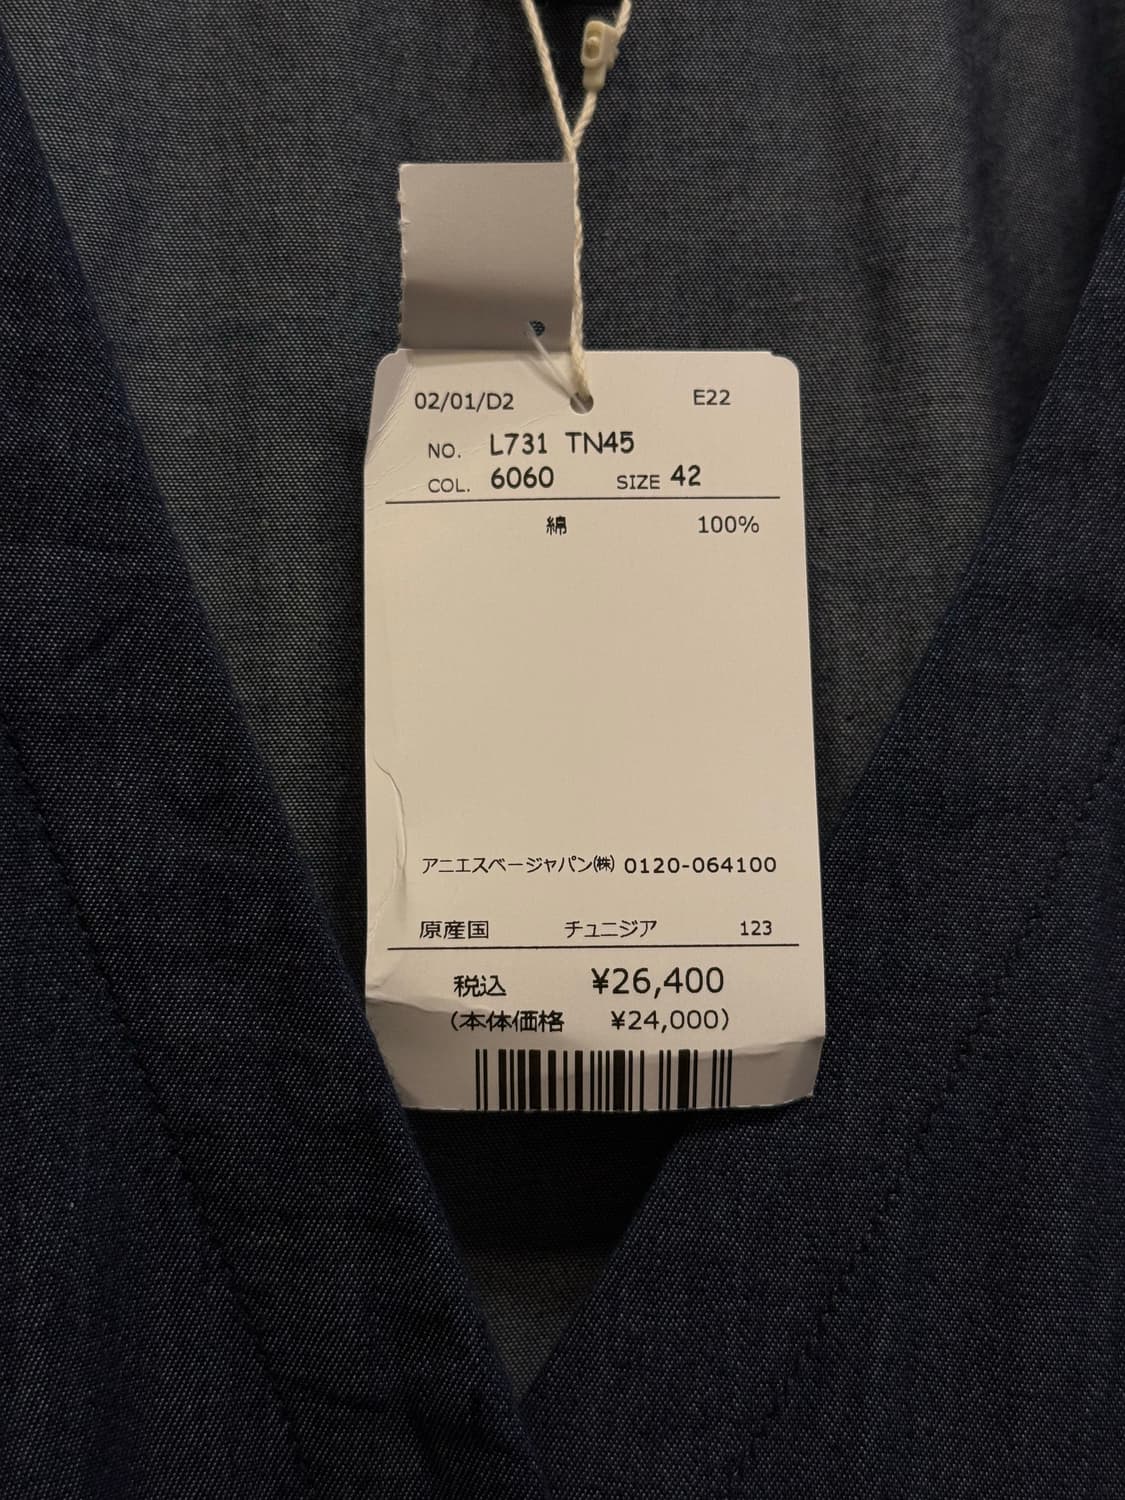 02/01/D2 E22
NO. L731 TN45
COL. 6060 SIZE 42
綿 100%
アニエスベージャパン㈱ 0120-064100
原産国 チュニジア 123
税込 ¥26,400
(本体価格 ¥24,000)